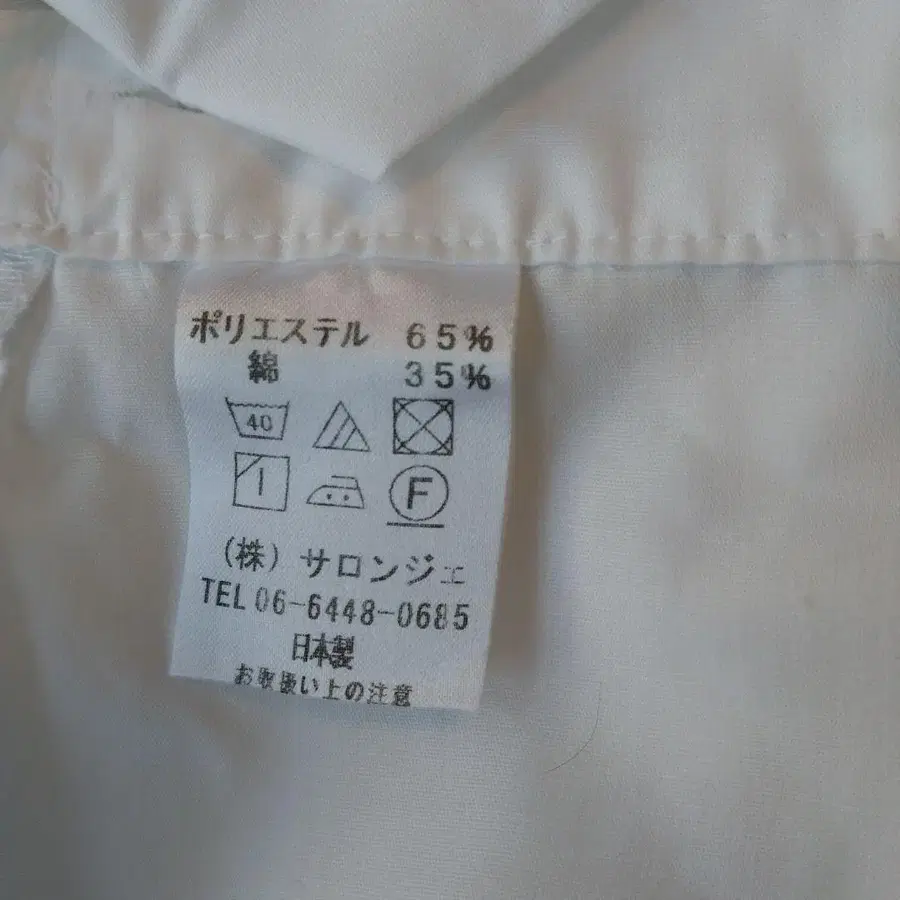 ポリエステル 65%
綿 35%
40
F
(株) サロンジェ
TEL 06-6448-0685
日本製
お取扱い上の注意